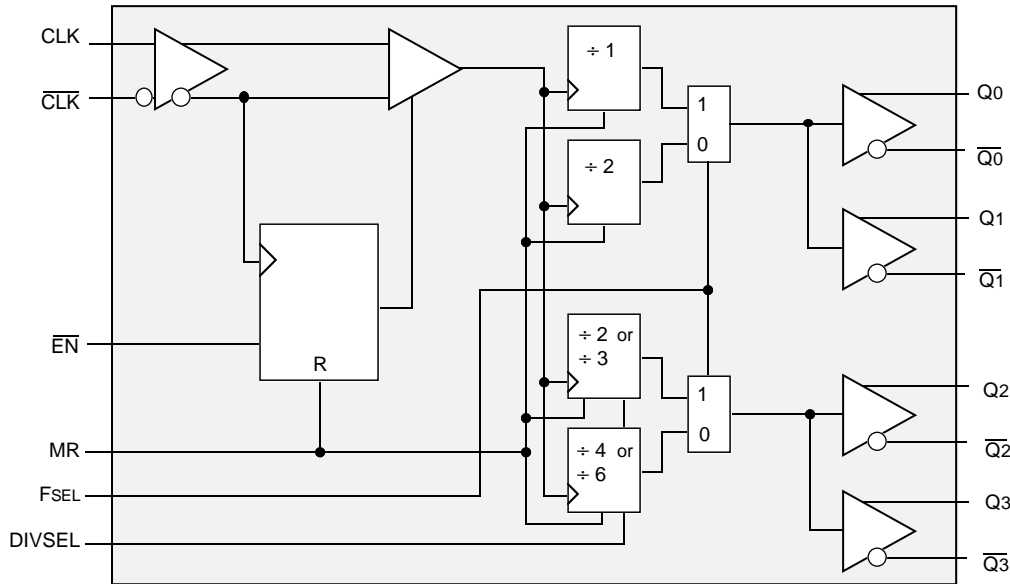 CLK
CLK
EN
MR
FSEL
DIVSEL
R
÷ 1
÷ 2
÷ 2 or
÷ 3
÷ 4 or
÷ 6
1
0
1
0
Q0
Q0
Q1
Q1
Q2
Q2
Q3
Q3